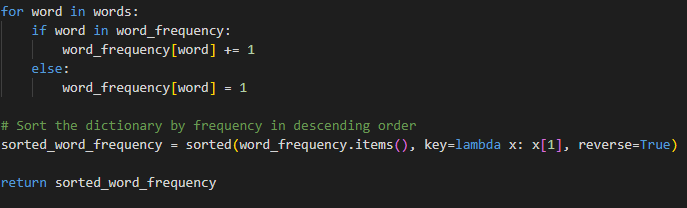 for word in words:
    if word in word_frequency:
        word_frequency[word] += 1
    else:
        word_frequency[word] = 1

# Sort the dictionary by frequency in descending order
sorted_word_frequency = sorted(word_frequency.items(), key=lambda x: x[1], reverse=True)

return sorted_word_frequency